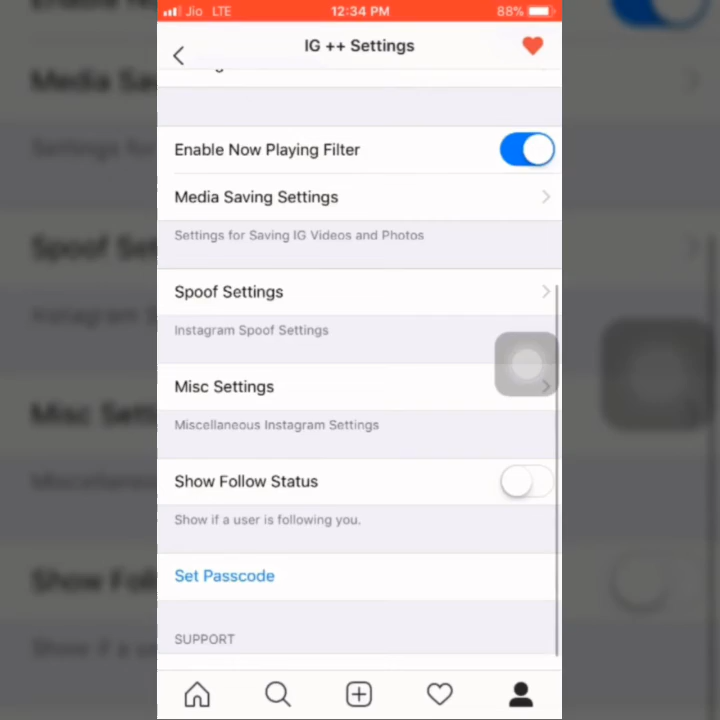 Jio LTE 12:34 PM 88%
IG ++ Settings
Enable Now Playing Filter
Media Saving Settings
Settings for Saving IG Videos and Photos
Spoof Settings
Instagram Spoof Settings
Misc Settings
Miscellaneous Instagram Settings
Show Follow Status
Show if a user is following you.
Set Passcode
SUPPORT